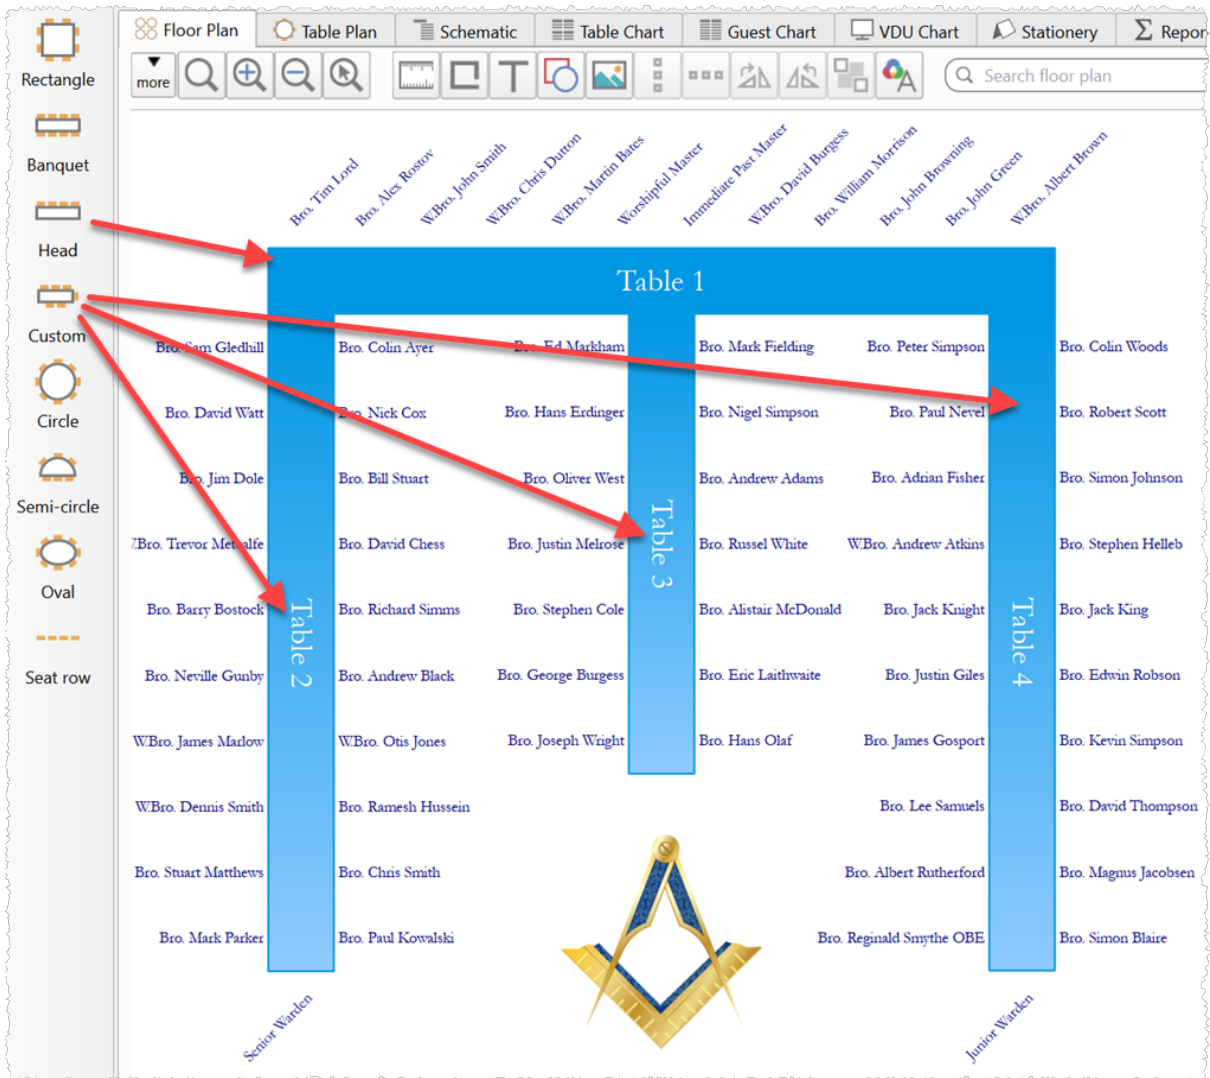 Floor Plan
Table Plan
Schematic
Table Chart
Guest Chart
VDU Chart
Stationery
Repor
more
Search floor plan
Rectangle
Banquet
Head
Custom
Circle
Semi-circle
Oval
Seat row
Bro. Tim Lord
Bro. Alex Rostov
W.Bro. John Smith
W.Bro. Chris Dutton
W.Bro. Martin Bates
Worshipful Master
Immediate Past Master
W.Bro. David Burgess
Bro. William Morrison
Bro. John Browning
Bro. John Green
W.Bro. Albert Brown
Table 1
Bro. Sam Gledhill
Bro. Colin Ayer
Bro. Ed Markham
Bro. Mark Fielding
Bro. Peter Simpson
Bro. Colin Woods
Bro. David Watt
Bro. Nick Cox
Bro. Hans Erdinger
Bro. Nigel Simpson
Bro. Paul Nevel
Bro. Robert Scott
Bro. Jim Dole
Bro. Bill Stuart
Bro. Oliver West
Bro. Andrew Adams
Bro. Adrian Fisher
Bro. Simon Johnson
.Bro. Trevor Metcalfe
Bro. David Chess
Bro. Justin Melrose
Bro. Russel White
W.Bro. Andrew Atkins
Bro. Stephen Helleb
Bro. Barry Bostock
Bro. Richard Simms
Bro. Stephen Cole
Bro. Alistair McDonald
Bro. Jack Knight
Bro. Jack King
Bro. Neville Gunby
Bro. Andrew Black
Bro. George Burgess
Bro. Eric Laithwaite
Bro. Justin Giles
Bro. Edwin Robson
W.Bro. James Marlow
W.Bro. Otis Jones
Bro. Joseph Wright
Bro. Hans Olaf
Bro. James Gosport
Bro. Kevin Simpson
W.Bro. Dennis Smith
Bro. Ramesh Hussein
Bro. Lee Samuels
Bro. David Thompson
Bro. Stuart Matthews
Bro. Chris Smith
Bro. Albert Rutherford
Bro. Magnus Jacobsen
Bro. Mark Parker
Bro. Paul Kowalski
Bro. Reginald Smythe OBE
Bro. Simon Blaire
Table 2
Table 3
Table 4
Senior Warden
Junior Warden